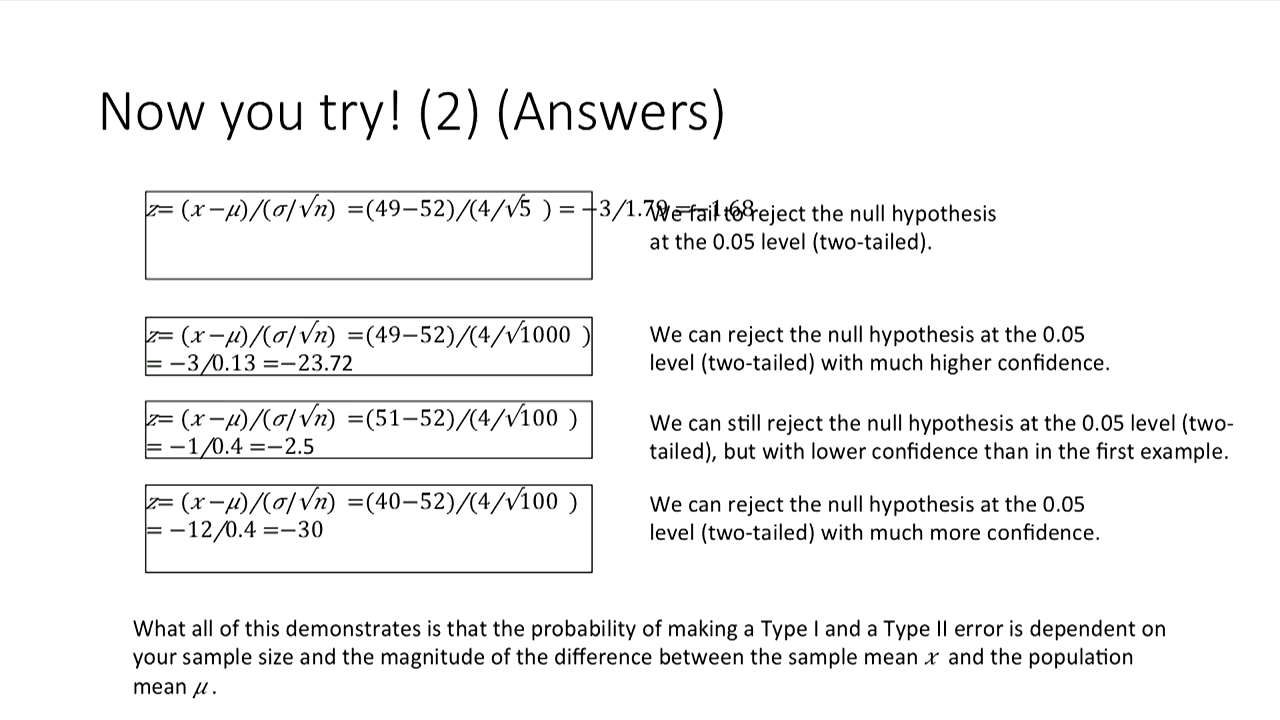 Now you try! (2) (Answers)
z= (x−μ)/(σ/√n) =(49−52)/(4/√5 ) = −3/1.79 =−1.68
We fail to reject the null hypothesis
at the 0.05 level (two-tailed).
z= (x−μ)/(σ/√n) =(49−52)/(4/√1000 )
= −3/0.13 =−23.72
We can reject the null hypothesis at the 0.05
level (two-tailed) with much higher confidence.
z= (x−μ)/(σ/√n) =(51−52)/(4/√100 )
= −1/0.4 =−2.5
We can still reject the null hypothesis at the 0.05 level (two-
tailed), but with lower confidence than in the first example.
z= (x−μ)/(σ/√n) =(40−52)/(4/√100 )
= −12/0.4 =−30
We can reject the null hypothesis at the 0.05
level (two-tailed) with much more confidence.
What all of this demonstrates is that the probability of making a Type I and a Type II error is dependent on
your sample size and the magnitude of the difference between the sample mean x and the population
mean μ.